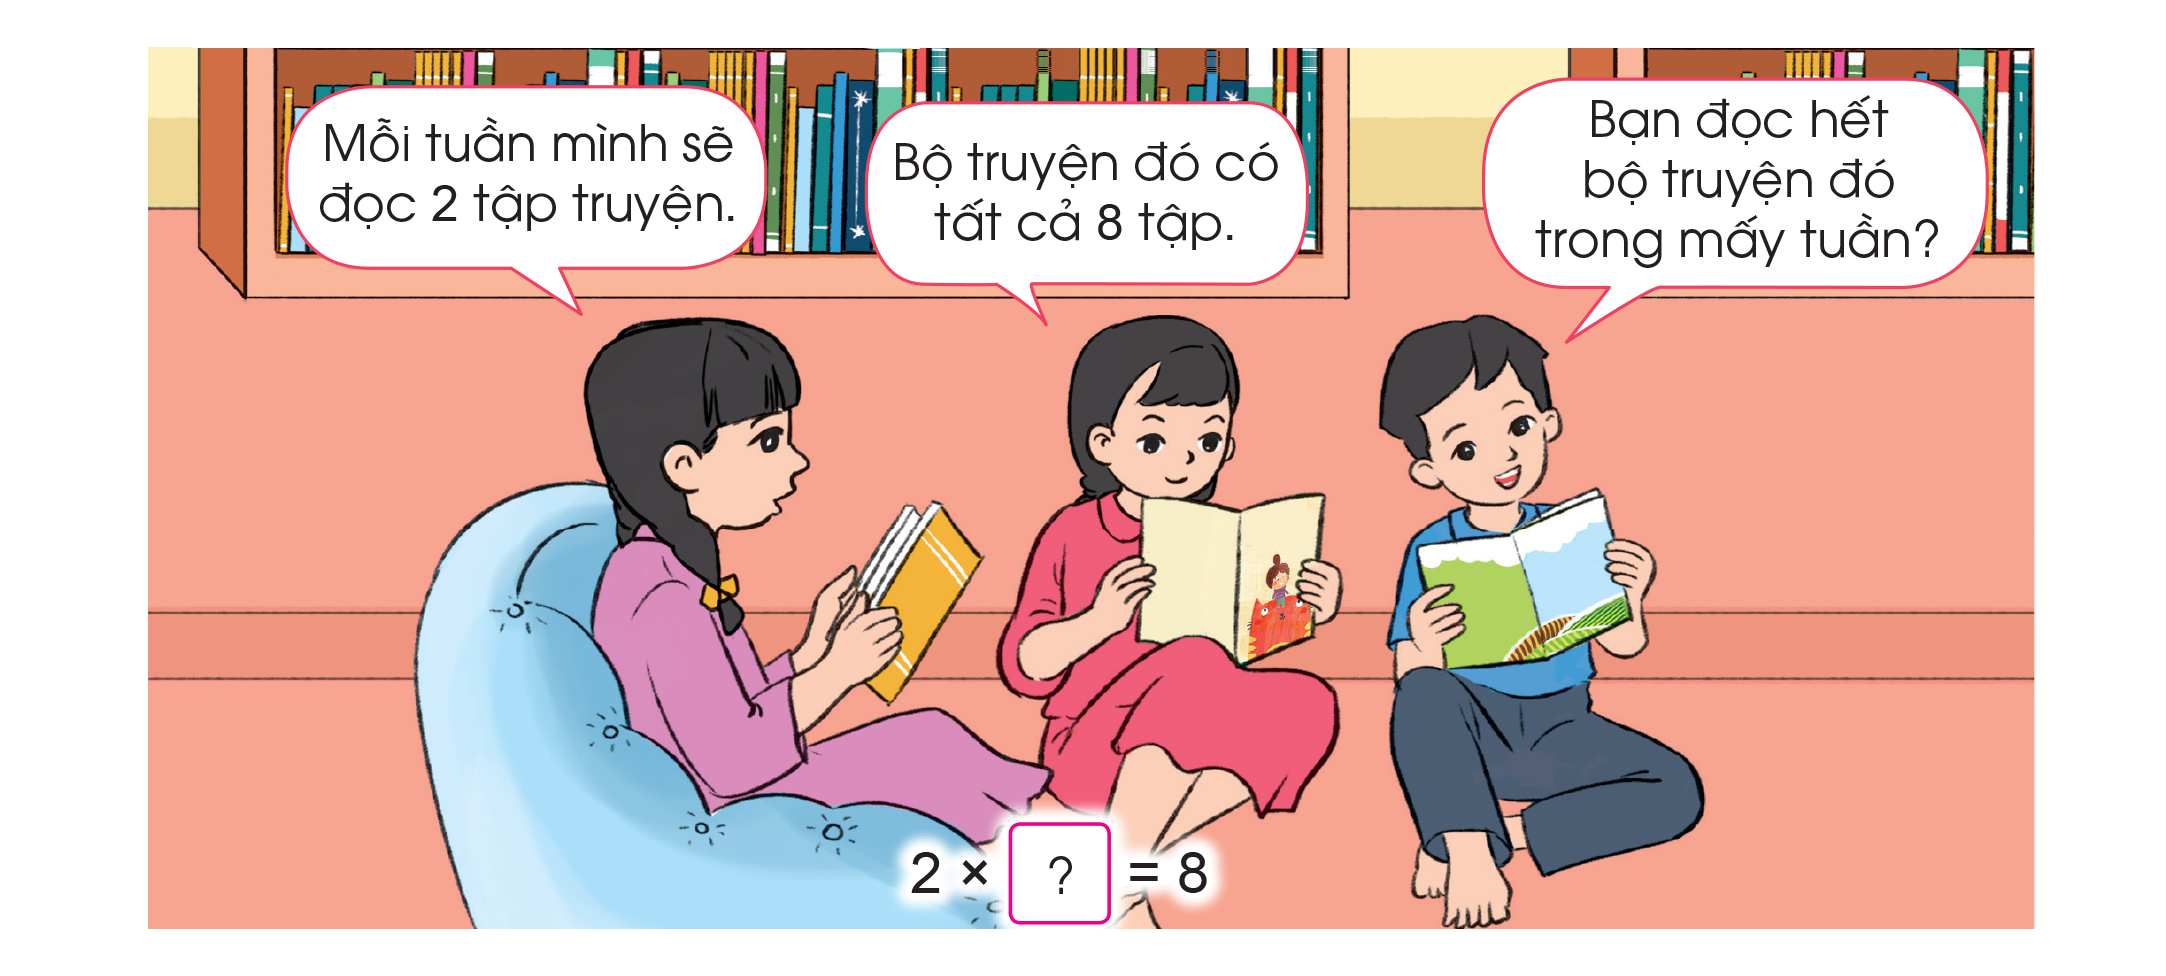 Mỗi tuần mình sẽ
đọc 2 tập truyện.
Bộ truyện đó có
tất cả 8 tập.
Bạn đọc hết
bộ truyện đó
trong mấy tuần?
2 × ? = 8